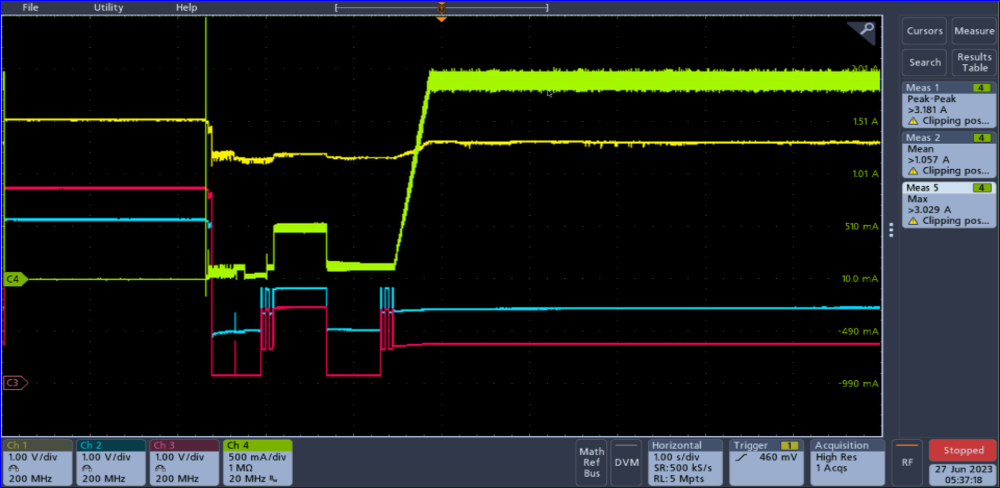 File Utility Help
Cursors Measure
Search Results Table
2.01 A
1.51 A
1.01 A
510 mA
10.0 mA
-490 mA
-990 mA
C4
C3
Meas 1 4
Peak-Peak
>3.181 A
Clipping pos...
Meas 2 4
Mean
>1.057 A
Clipping pos...
Meas 5 4
Max
>3.029 A
Clipping pos...
Ch 1
1.00 V/div
200 MHz
Ch 2
1.00 V/div
200 MHz
Ch 3
1.00 V/div
200 MHz
Ch 4
500 mA/div
1 MΩ
20 MHz Bw
Math
Ref
Bus
DVM
Horizontal
1.00 s/div
SR: 500 kS/s
RL: 5 Mpts
Trigger 1
460 mV
Acquisition
High Res
1 Acqs
RF
Stopped
27 Jun 2023
05:37:18